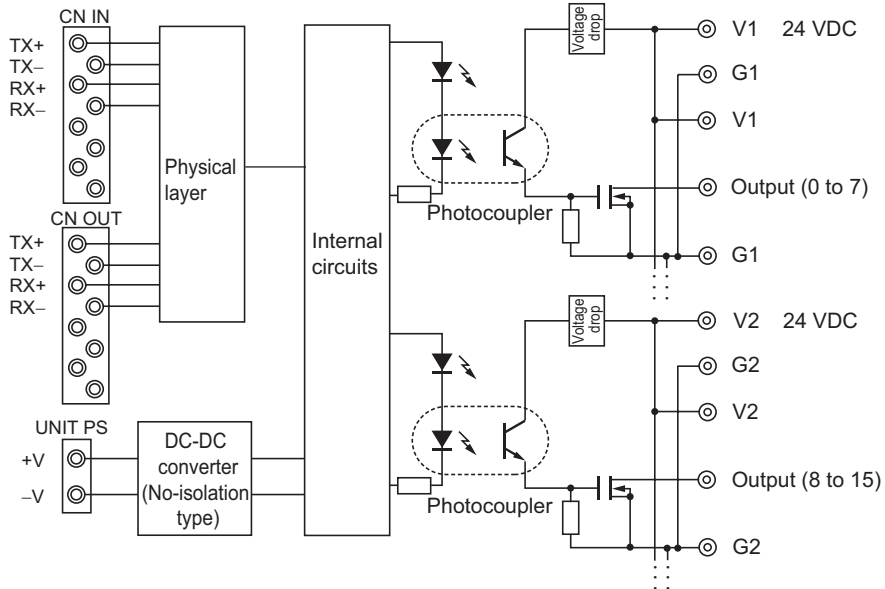 CN IN
TX+
TX−
RX+
RX−
CN OUT
TX+
TX−
RX+
RX−
UNIT PS
+V
−V
Physical
layer
DC-DC
converter
(No-isolation
type)
Internal
circuits
Voltage
drop
Photocoupler
V1 24 VDC
G1
V1
Output (0 to 7)
G1
Voltage
drop
Photocoupler
V2 24 VDC
G2
V2
Output (8 to 15)
G2